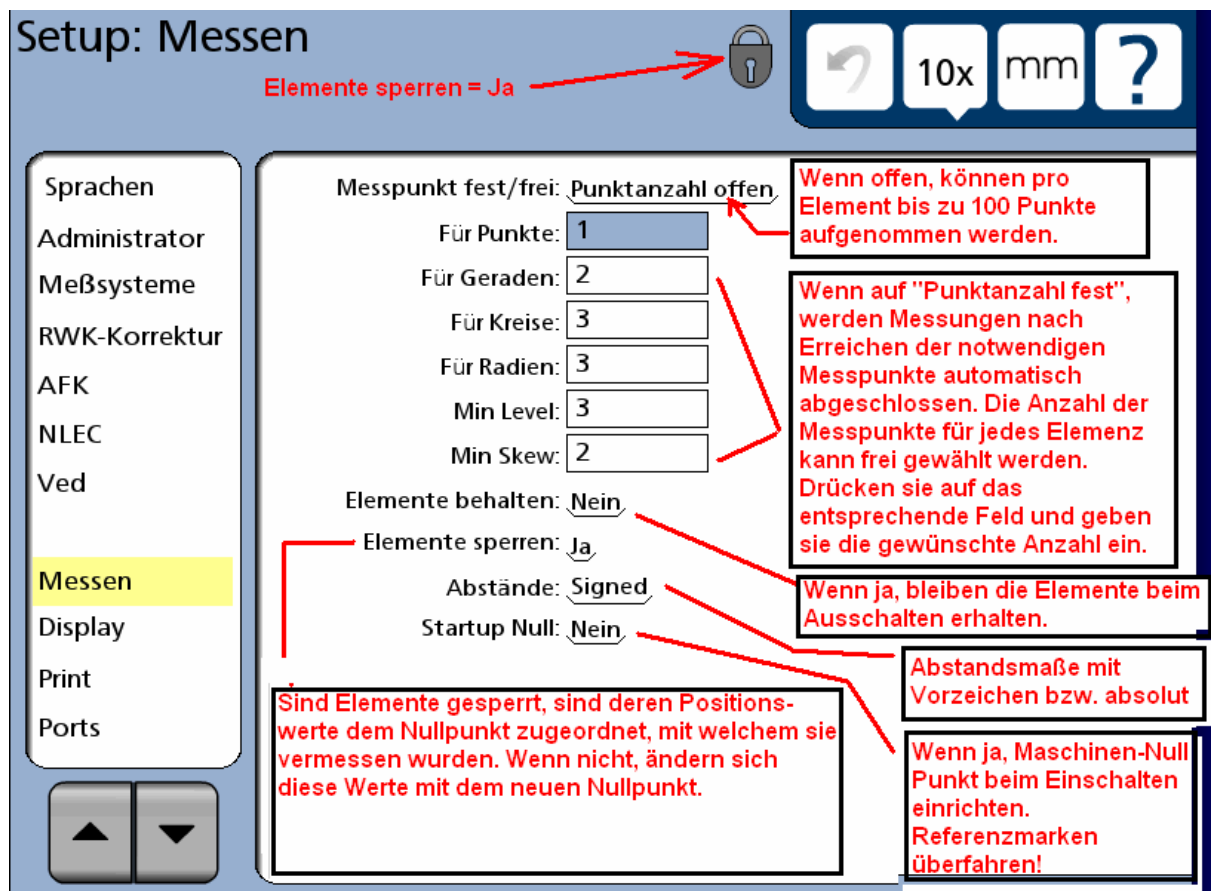 Setup: Messen
Elemente sperren = Ja
10x
mm
?
Sprachen
Administrator
Meßsysteme
RWK-Korrektur
AFK
NLEC
Ved
Messen
Display
Print
Ports
Messpunkt fest/frei: Punktanzahl offen
Für Punkte: 1
Für Geraden: 2
Für Kreise: 3
Für Radien: 3
Min Level: 3
Min Skew: 2
Elemente behalten: Nein
Elemente sperren: Ja
Abstände: Signed
Startup Null: Nein
Wenn offen, können pro
Element bis zu 100 Punkte
aufgenommen werden.
Wenn auf "Punktanzahl fest",
werden Messungen nach
Erreichen der notwendigen
Messpunkte automatisch
abgeschlossen. Die Anzahl der
Messpunkte für jedes Elemenz
kann frei gewählt werden.
Drücken sie auf das
entsprechende Feld und geben
sie die gewünschte Anzahl ein.
Wenn ja, bleiben die Elemente beim
Ausschalten erhalten.
Abstandsmaße mit
Vorzeichen bzw. absolut
Wenn ja, Maschinen-Null
Punkt beim Einschalten
einrichten.
Referenzmarken
überfahren!
Sind Elemente gesperrt, sind deren Positions-
werte dem Nullpunkt zugeordnet, mit welchem sie
vermessen wurden. Wenn nicht, ändern sich
diese Werte mit dem neuen Nullpunkt.